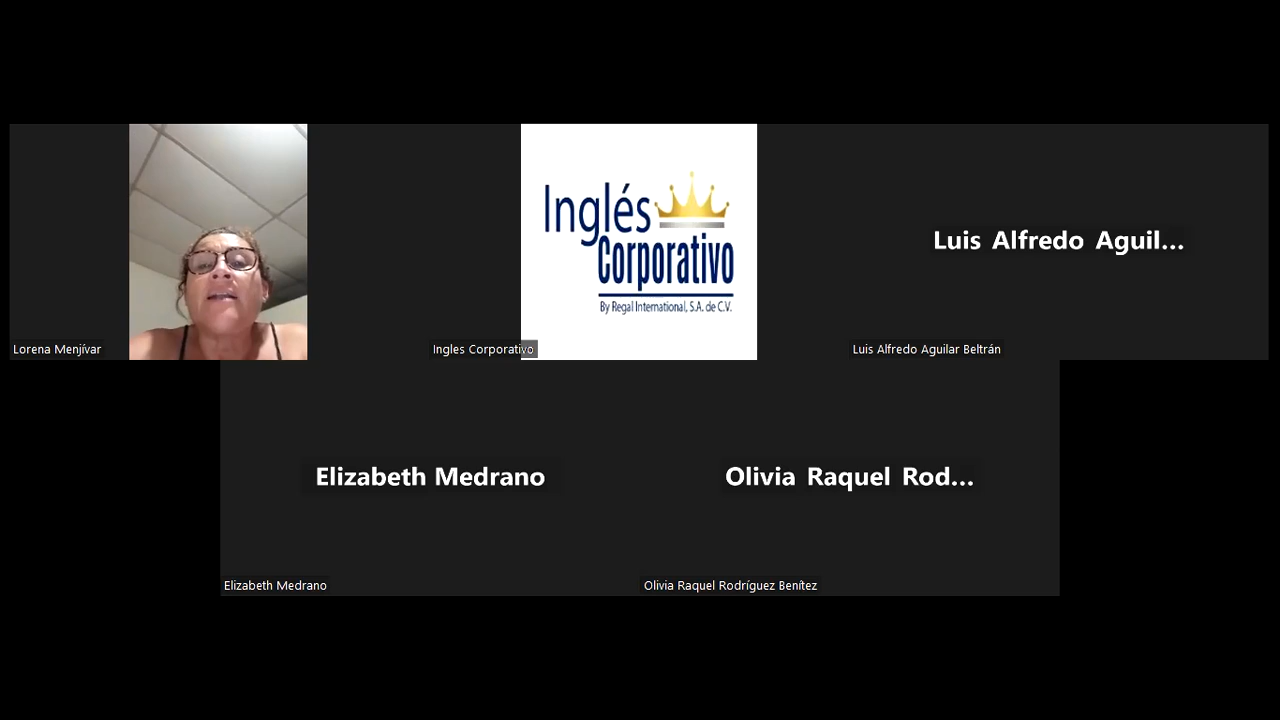 Inglés
Corporativo
By Regal International, S.A. de C.V.
Luis Alfredo Aguil...
Lorena Menjívar
Ingles Corporativo
Luis Alfredo Aguilar Beltrán
Elizabeth Medrano
Olivia Raquel Rod...
Elizabeth Medrano
Olivia Raquel Rodríguez Benítez